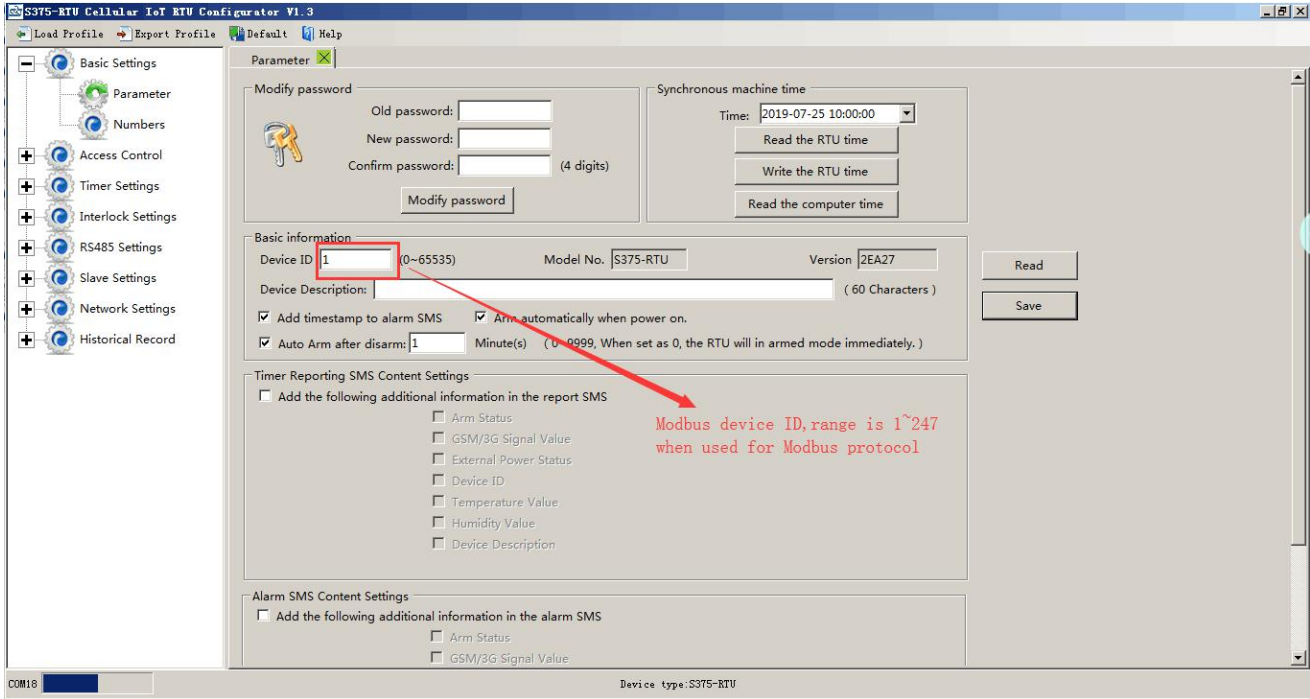 S375-RTU Cellular IoT RTU Configurator V1.3
Load Profile Export Profile Default Help
Basic Settings
Parameter
Numbers
Access Control
Timer Settings
Interlock Settings
RS485 Settings
Slave Settings
Network Settings
Historical Record
Parameter
Modify password
Old password:
New password:
Confirm password: (4 digits)
Modify password
Synchronous machine time
Time: 2019-07-25 10:00:00
Read the RTU time
Write the RTU time
Read the computer time
Basic information
Device ID 1 (0~65535) Model No. S375-RTU Version 2EA27
Device Description: ( 60 Characters )
Add timestamp to alarm SMS Arm automatically when power on.
Auto Arm after disarm: 1 Minute(s) ( 0~9999, When set as 0, the RTU will in armed mode immediately. )
Read
Save
Timer Reporting SMS Content Settings
Add the following additional information in the report SMS
Arm Status
GSM/3G Signal Value
External Power Status
Device ID
Temperature Value
Humidity Value
Device Description
Modbus device ID,range is 1~247
when used for Modbus protocol
Alarm SMS Content Settings
Add the following additional information in the alarm SMS
Arm Status
GSM/3G Signal Value
COM18 Device type:S375-RTU